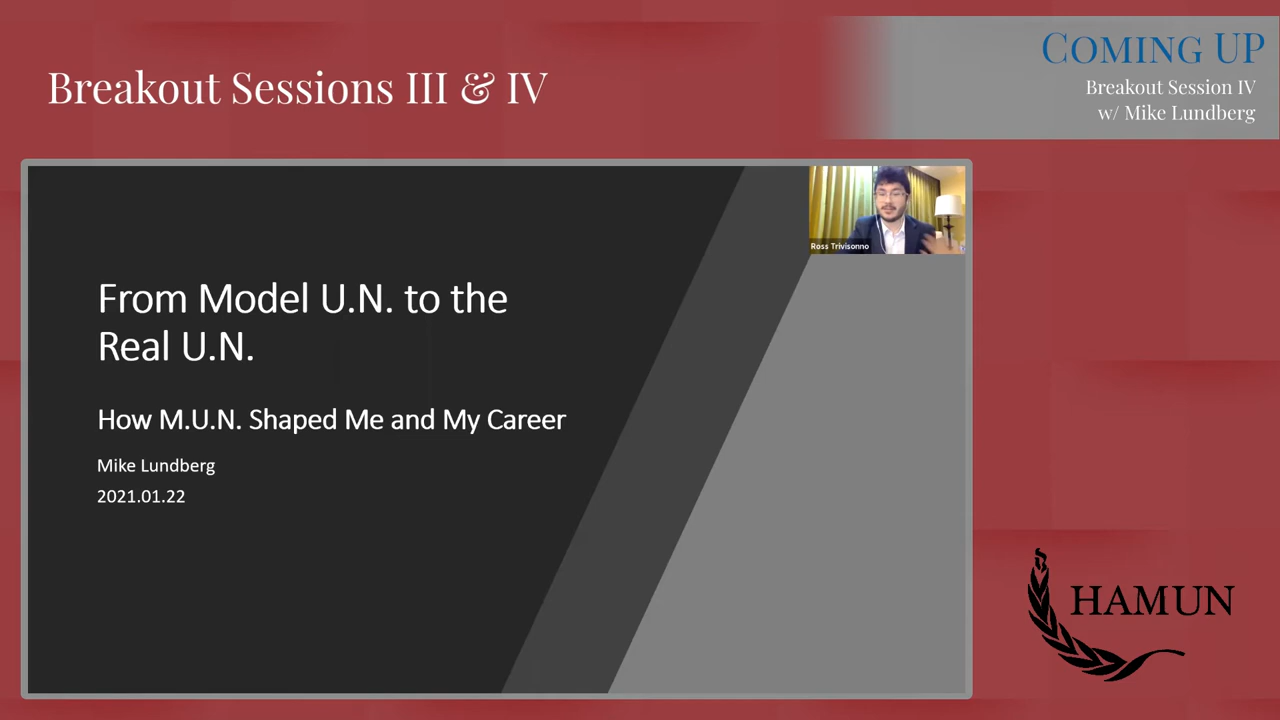 Breakout Sessions III & IV
COMING UP
Breakout Session IV
w/ Mike Lundberg
Ross Trivisonno
From Model U.N. to the
Real U.N.
How M.U.N. Shaped Me and My Career
Mike Lundberg
2021.01.22
HAMUN